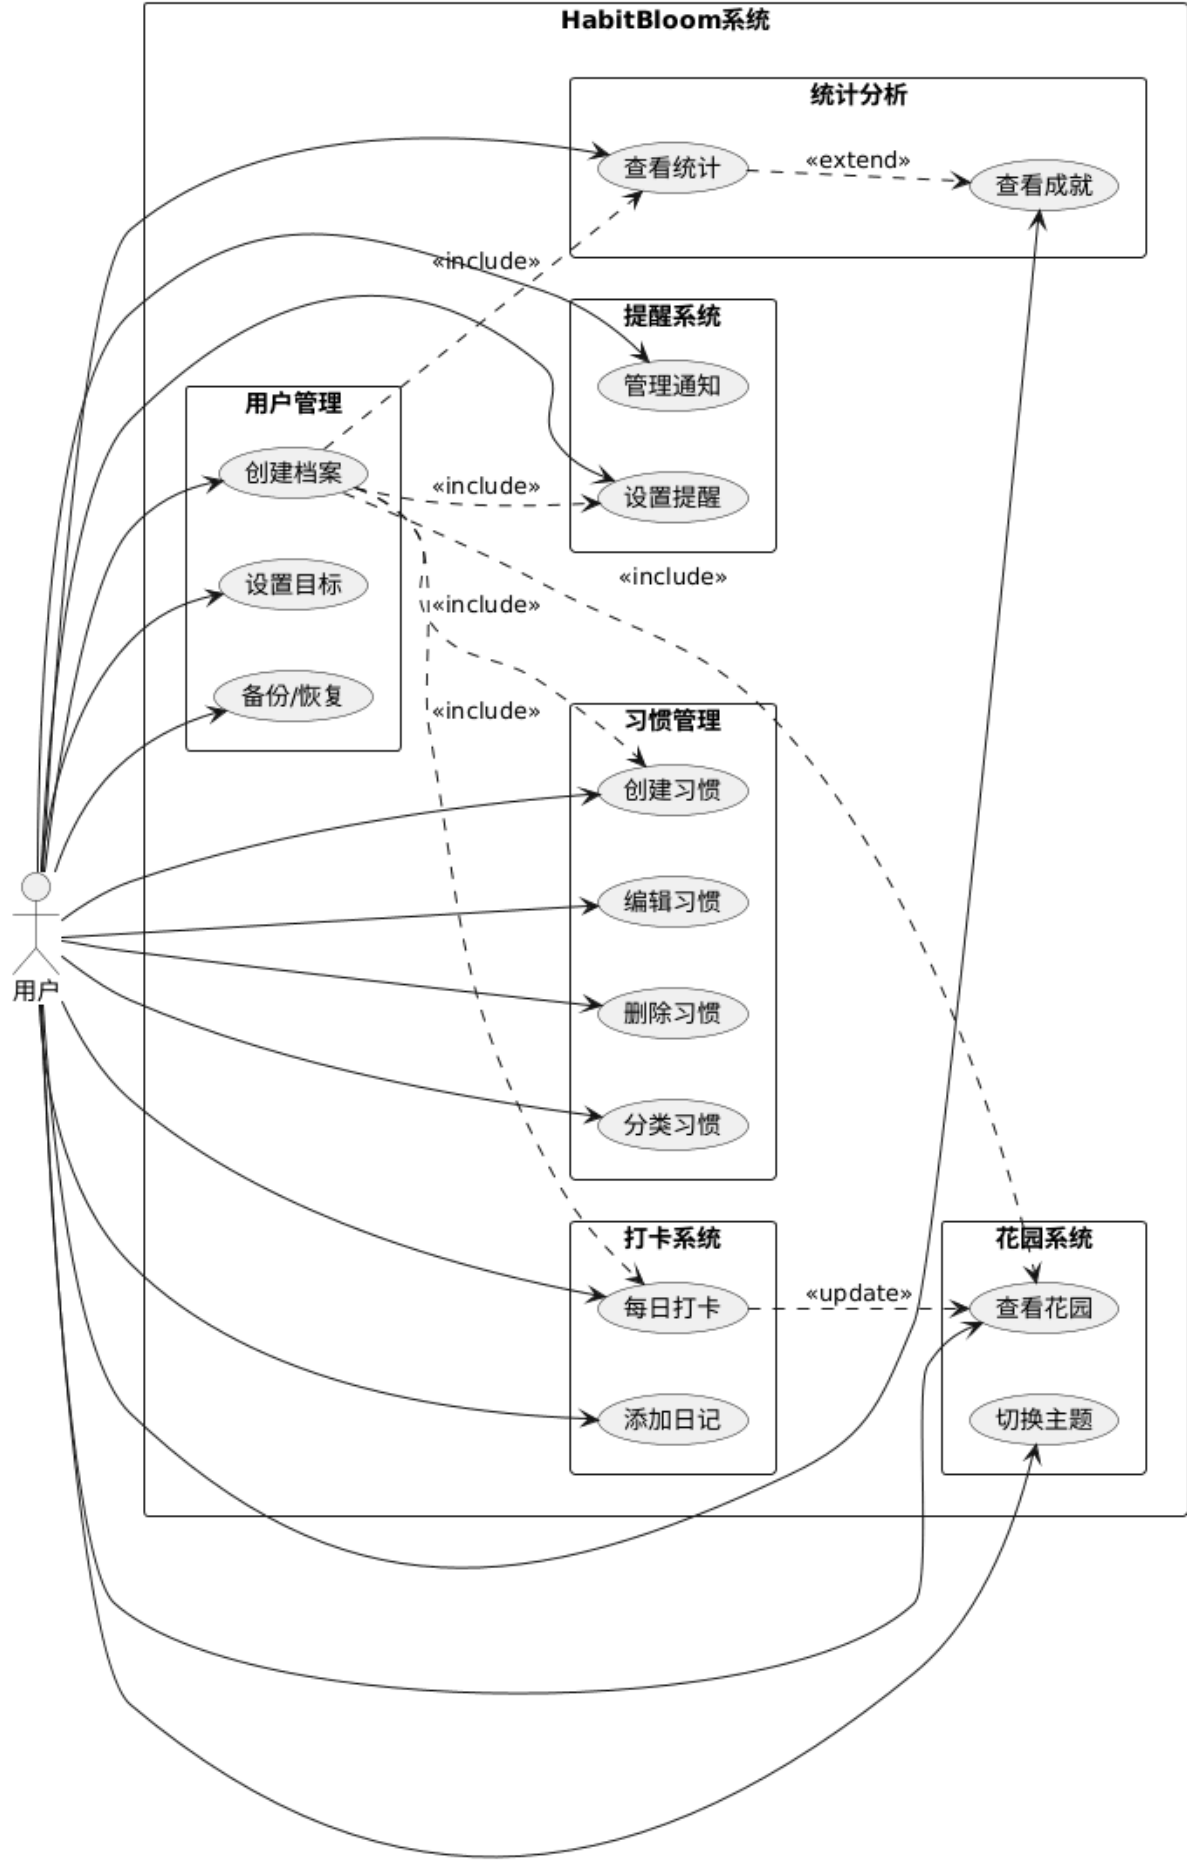 HabitBloom系统
统计分析
查看统计
«extend»
查看成就
«include»
提醒系统
管理通知
用户管理
创建档案
«include»
设置提醒
«include»
设置目标
«include»
备份/恢复
«include»
习惯管理
创建习惯
编辑习惯
用户
删除习惯
分类习惯
打卡系统
每日打卡
«update»
花园系统
查看花园
添加日记
切换主题